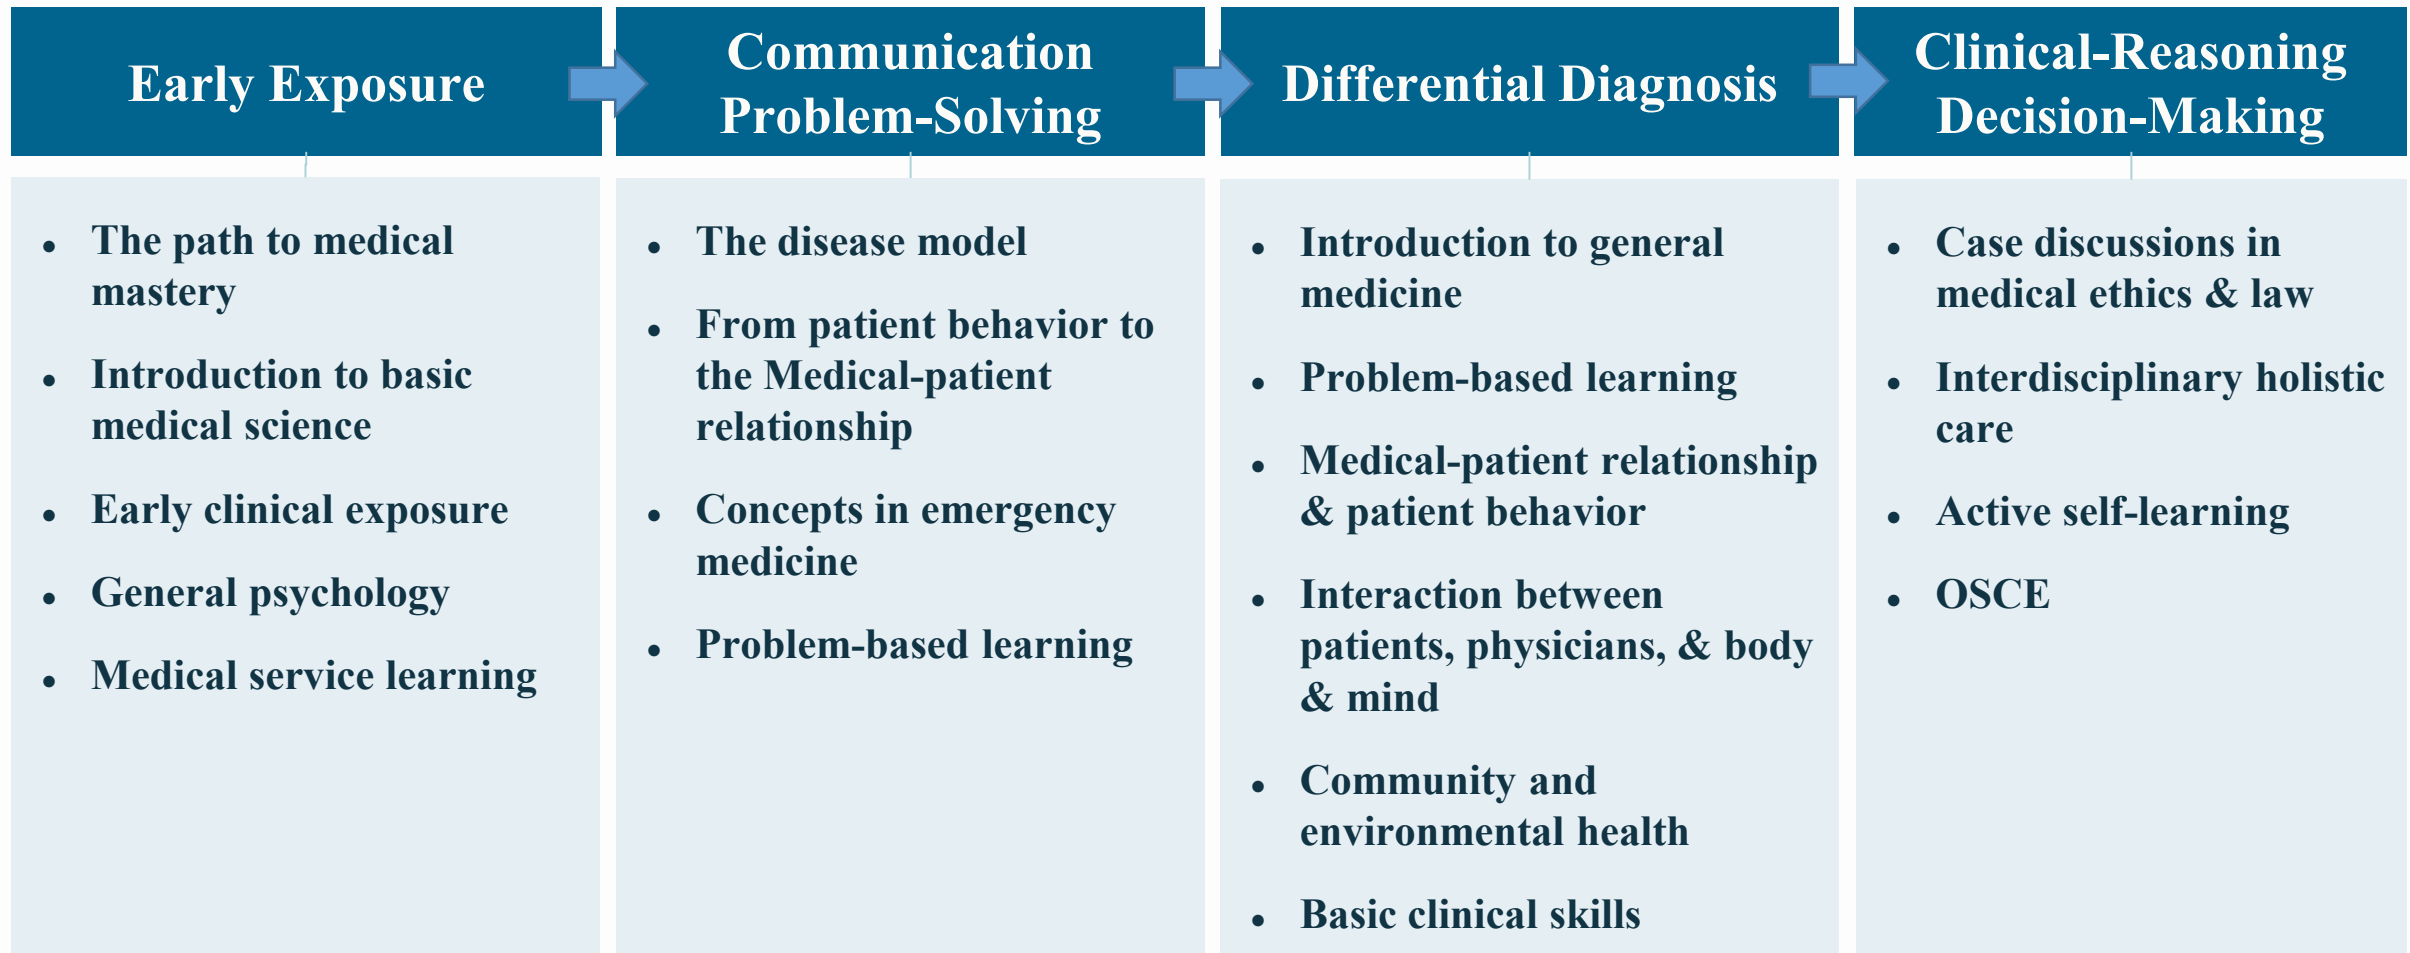 Early Exposure
Communication
Problem-Solving
Differential Diagnosis
Clinical-Reasoning
Decision-Making
● The path to medical
mastery
● Introduction to basic
medical science
● Early clinical exposure
● General psychology
● Medical service learning
● The disease model
● From patient behavior to
the Medical-patient
relationship
● Concepts in emergency
medicine
● Problem-based learning
● Introduction to general
medicine
● Problem-based learning
● Medical-patient relationship
& patient behavior
● Interaction between
patients, physicians, & body
& mind
● Community and
environmental health
● Basic clinical skills
● Case discussions in
medical ethics & law
● Interdisciplinary holistic
care
● Active self-learning
● OSCE